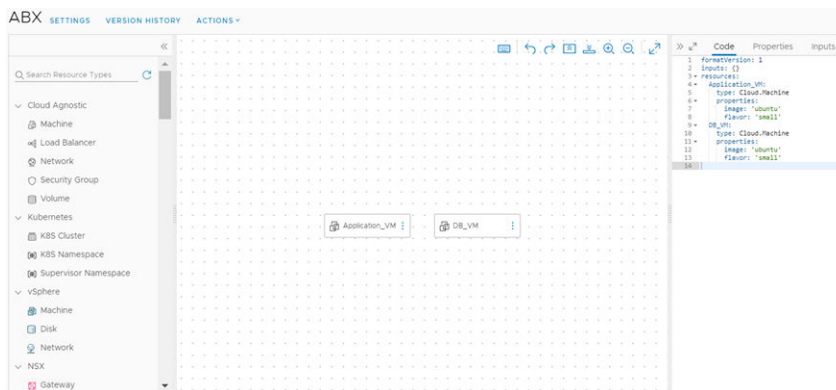 ABX SETTINGS VERSION HISTORY ACTIONS
Search Resource Types
Cloud Agnostic
Machine
Load Balancer
Network
Security Group
Volume
Kubernetes
K8S Cluster
K8S Namespace
Supervisor Namespace
vSphere
Machine
Disk
Network
NSX
Gateway
Application_VM
DB_VM
Code Properties Inputs
1 formatVersion: 1
2 inputs: {}
3 resources:
4 Application_VM:
5 type: Cloud.Machine
6 properties:
7 image: 'ubuntu'
8 flavor: 'small'
9 DB_VM:
10 type: Cloud.Machine
11 properties:
12 image: 'ubuntu'
13 flavor: 'small'
14